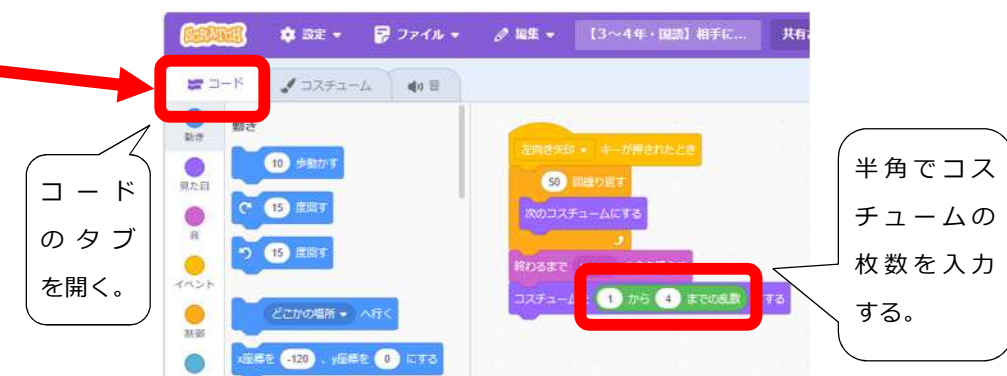 SCRATCH 設定 ファイル 編集 【3～4年・国語】相手に... 共有
コード コスチューム 音
動き 動き
10 歩動かす
見た目
15 度回す
音
15 度回す
イベント
どこかの場所 へ行く
制御
x座標を -120 、y座標を 0 にする
左向き矢印 キーが押されたとき
50 回繰り返す
次のコスチュームにする
終わるまで
コスチュームを 1 から 4 までの乱数 にする
コード
のタブ
を開く。
半角でコス
チュームの
枚数を入力
する。